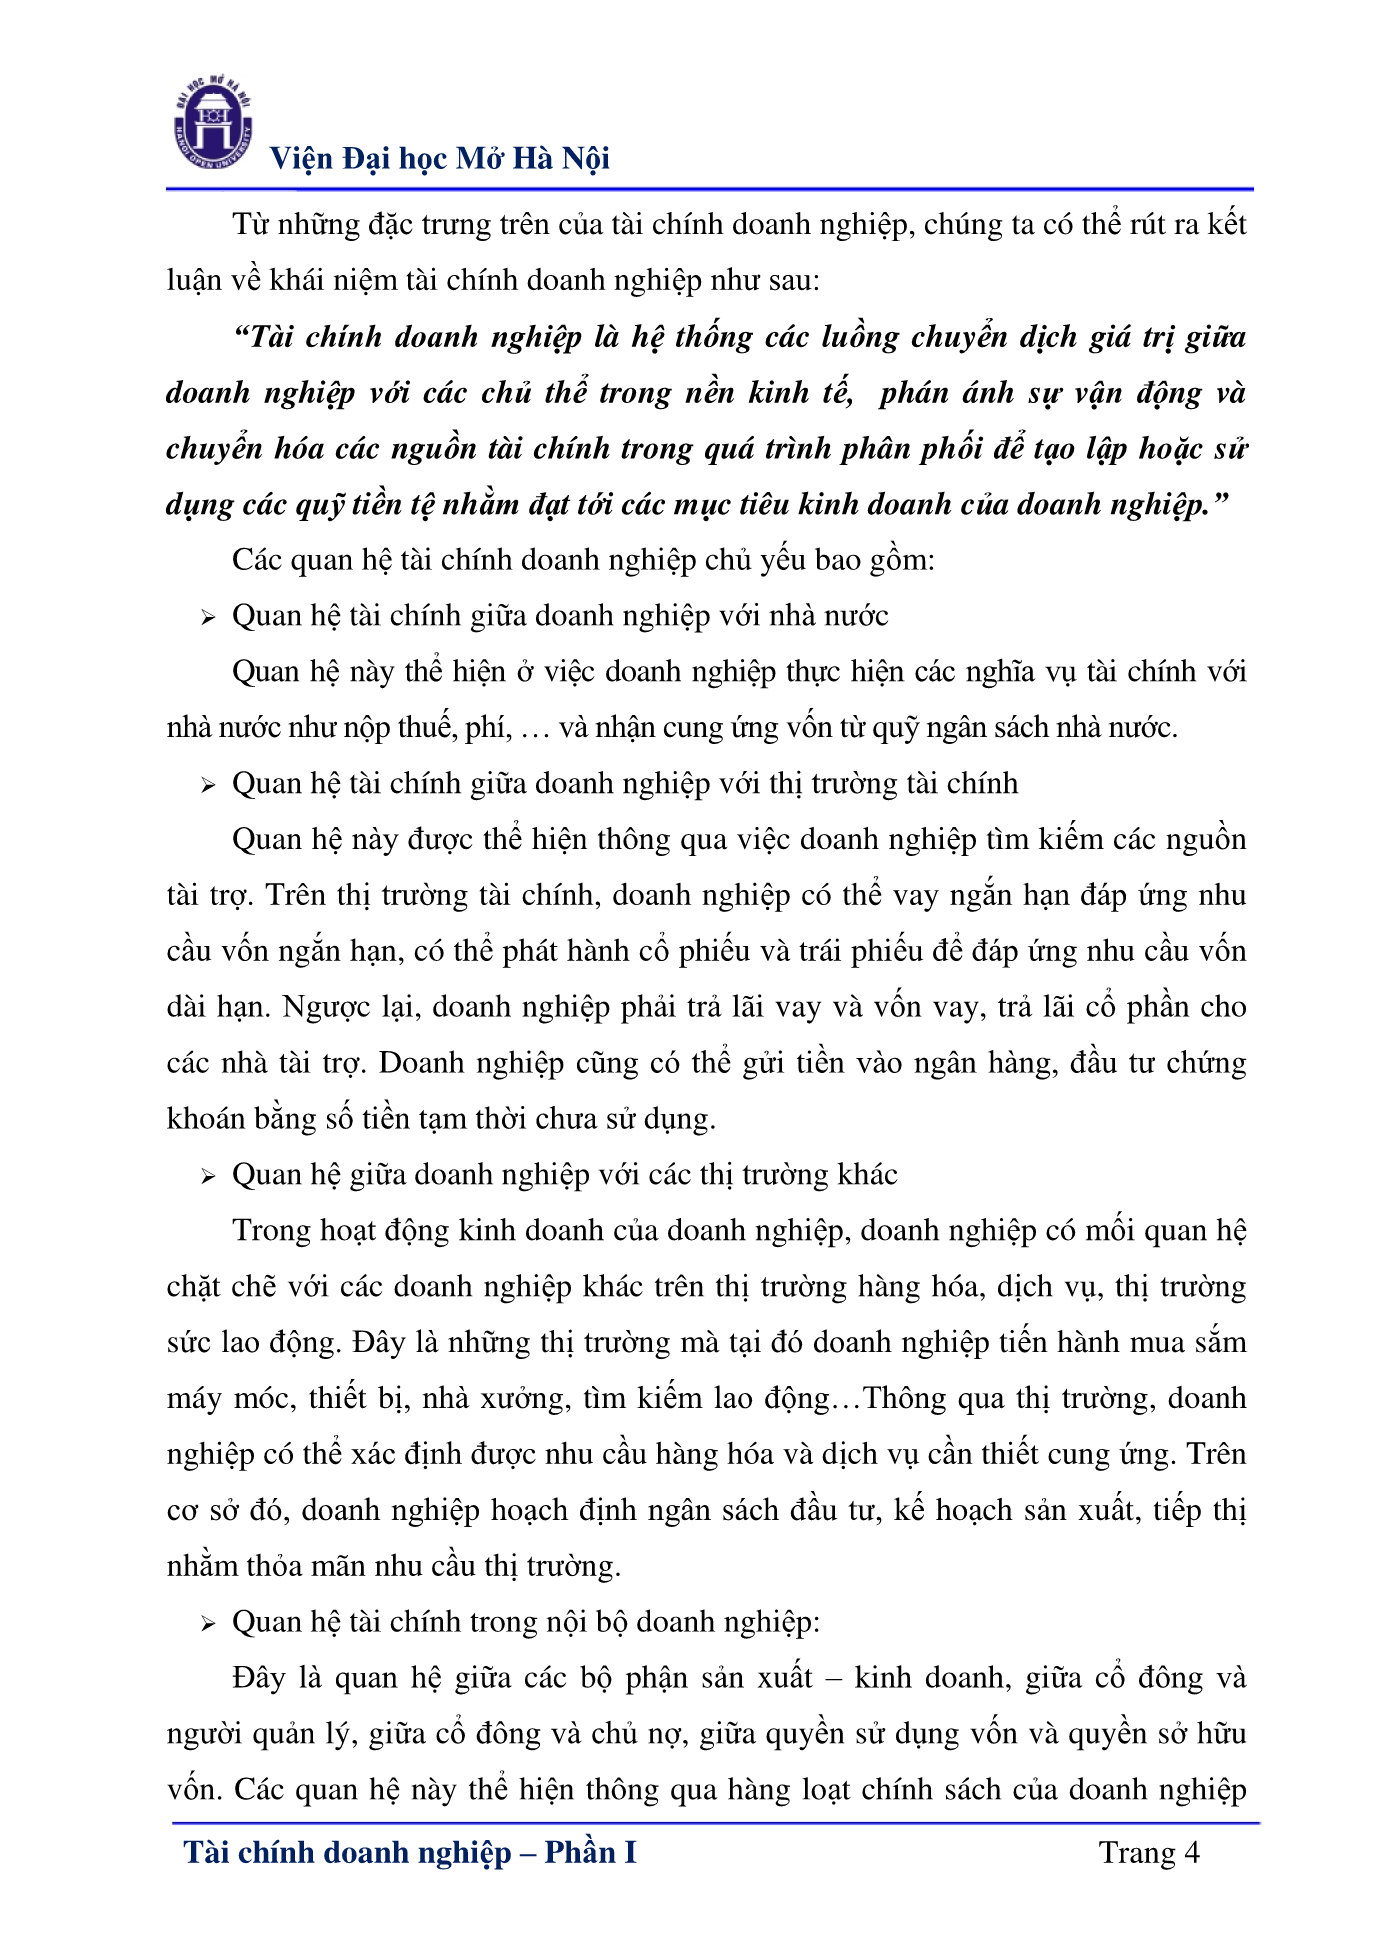 ĐẠI HỌC MỞ HÀ NỘI
HANOI OPEN UNIVERSITY
Viện Đại học Mở Hà Nội
Từ những đặc trưng trên của tài chính doanh nghiệp, chúng ta có thể rút ra kết
luận về khái niệm tài chính doanh nghiệp như sau:
“Tài chính doanh nghiệp là hệ thống các luồng chuyển dịch giá trị giữa
doanh nghiệp với các chủ thể trong nền kinh tế, phán ánh sự vận động và
chuyển hóa các nguồn tài chính trong quá trình phân phối để tạo lập hoặc sử
dụng các quỹ tiền tệ nhằm đạt tới các mục tiêu kinh doanh của doanh nghiệp.”
Các quan hệ tài chính doanh nghiệp chủ yếu bao gồm:
➢ Quan hệ tài chính giữa doanh nghiệp với nhà nước
Quan hệ này thể hiện ở việc doanh nghiệp thực hiện các nghĩa vụ tài chính với
nhà nước như nộp thuế, phí, … và nhận cung ứng vốn từ quỹ ngân sách nhà nước.
➢ Quan hệ tài chính giữa doanh nghiệp với thị trường tài chính
Quan hệ này được thể hiện thông qua việc doanh nghiệp tìm kiếm các nguồn
tài trợ. Trên thị trường tài chính, doanh nghiệp có thể vay ngắn hạn đáp ứng nhu
cầu vốn ngắn hạn, có thể phát hành cổ phiếu và trái phiếu để đáp ứng nhu cầu vốn
dài hạn. Ngược lại, doanh nghiệp phải trả lãi vay và vốn vay, trả lãi cổ phần cho
các nhà tài trợ. Doanh nghiệp cũng có thể gửi tiền vào ngân hàng, đầu tư chứng
khoán bằng số tiền tạm thời chưa sử dụng.
➢ Quan hệ giữa doanh nghiệp với các thị trường khác
Trong hoạt động kinh doanh của doanh nghiệp, doanh nghiệp có mối quan hệ
chặt chẽ với các doanh nghiệp khác trên thị trường hàng hóa, dịch vụ, thị trường
sức lao động. Đây là những thị trường mà tại đó doanh nghiệp tiến hành mua sắm
máy móc, thiết bị, nhà xưởng, tìm kiếm lao động…Thông qua thị trường, doanh
nghiệp có thể xác định được nhu cầu hàng hóa và dịch vụ cần thiết cung ứng. Trên
cơ sở đó, doanh nghiệp hoạch định ngân sách đầu tư, kế hoạch sản xuất, tiếp thị
nhằm thỏa mãn nhu cầu thị trường.
➢ Quan hệ tài chính trong nội bộ doanh nghiệp:
Đây là quan hệ giữa các bộ phận sản xuất – kinh doanh, giữa cổ đông và
người quản lý, giữa cổ đông và chủ nợ, giữa quyền sử dụng vốn và quyền sở hữu
vốn. Các quan hệ này thể hiện thông qua hàng loạt chính sách của doanh nghiệp
Tài chính doanh nghiệp – Phần I Trang 4